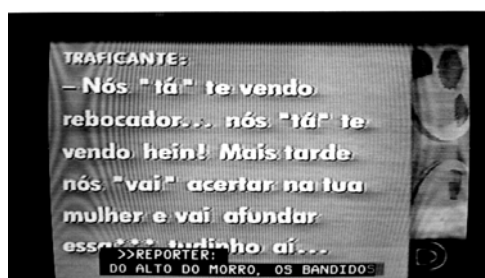 TRAFICANTE:
– Nós "tá" te vendo
rebocador... nós "tá" te
vendo hein! Mais tarde
nós "vai" acertar na tua
mulher e vai afundar
tudinho aí...
>>REPORTER:
DO ALTO DO MORRO, OS BANDIDOS